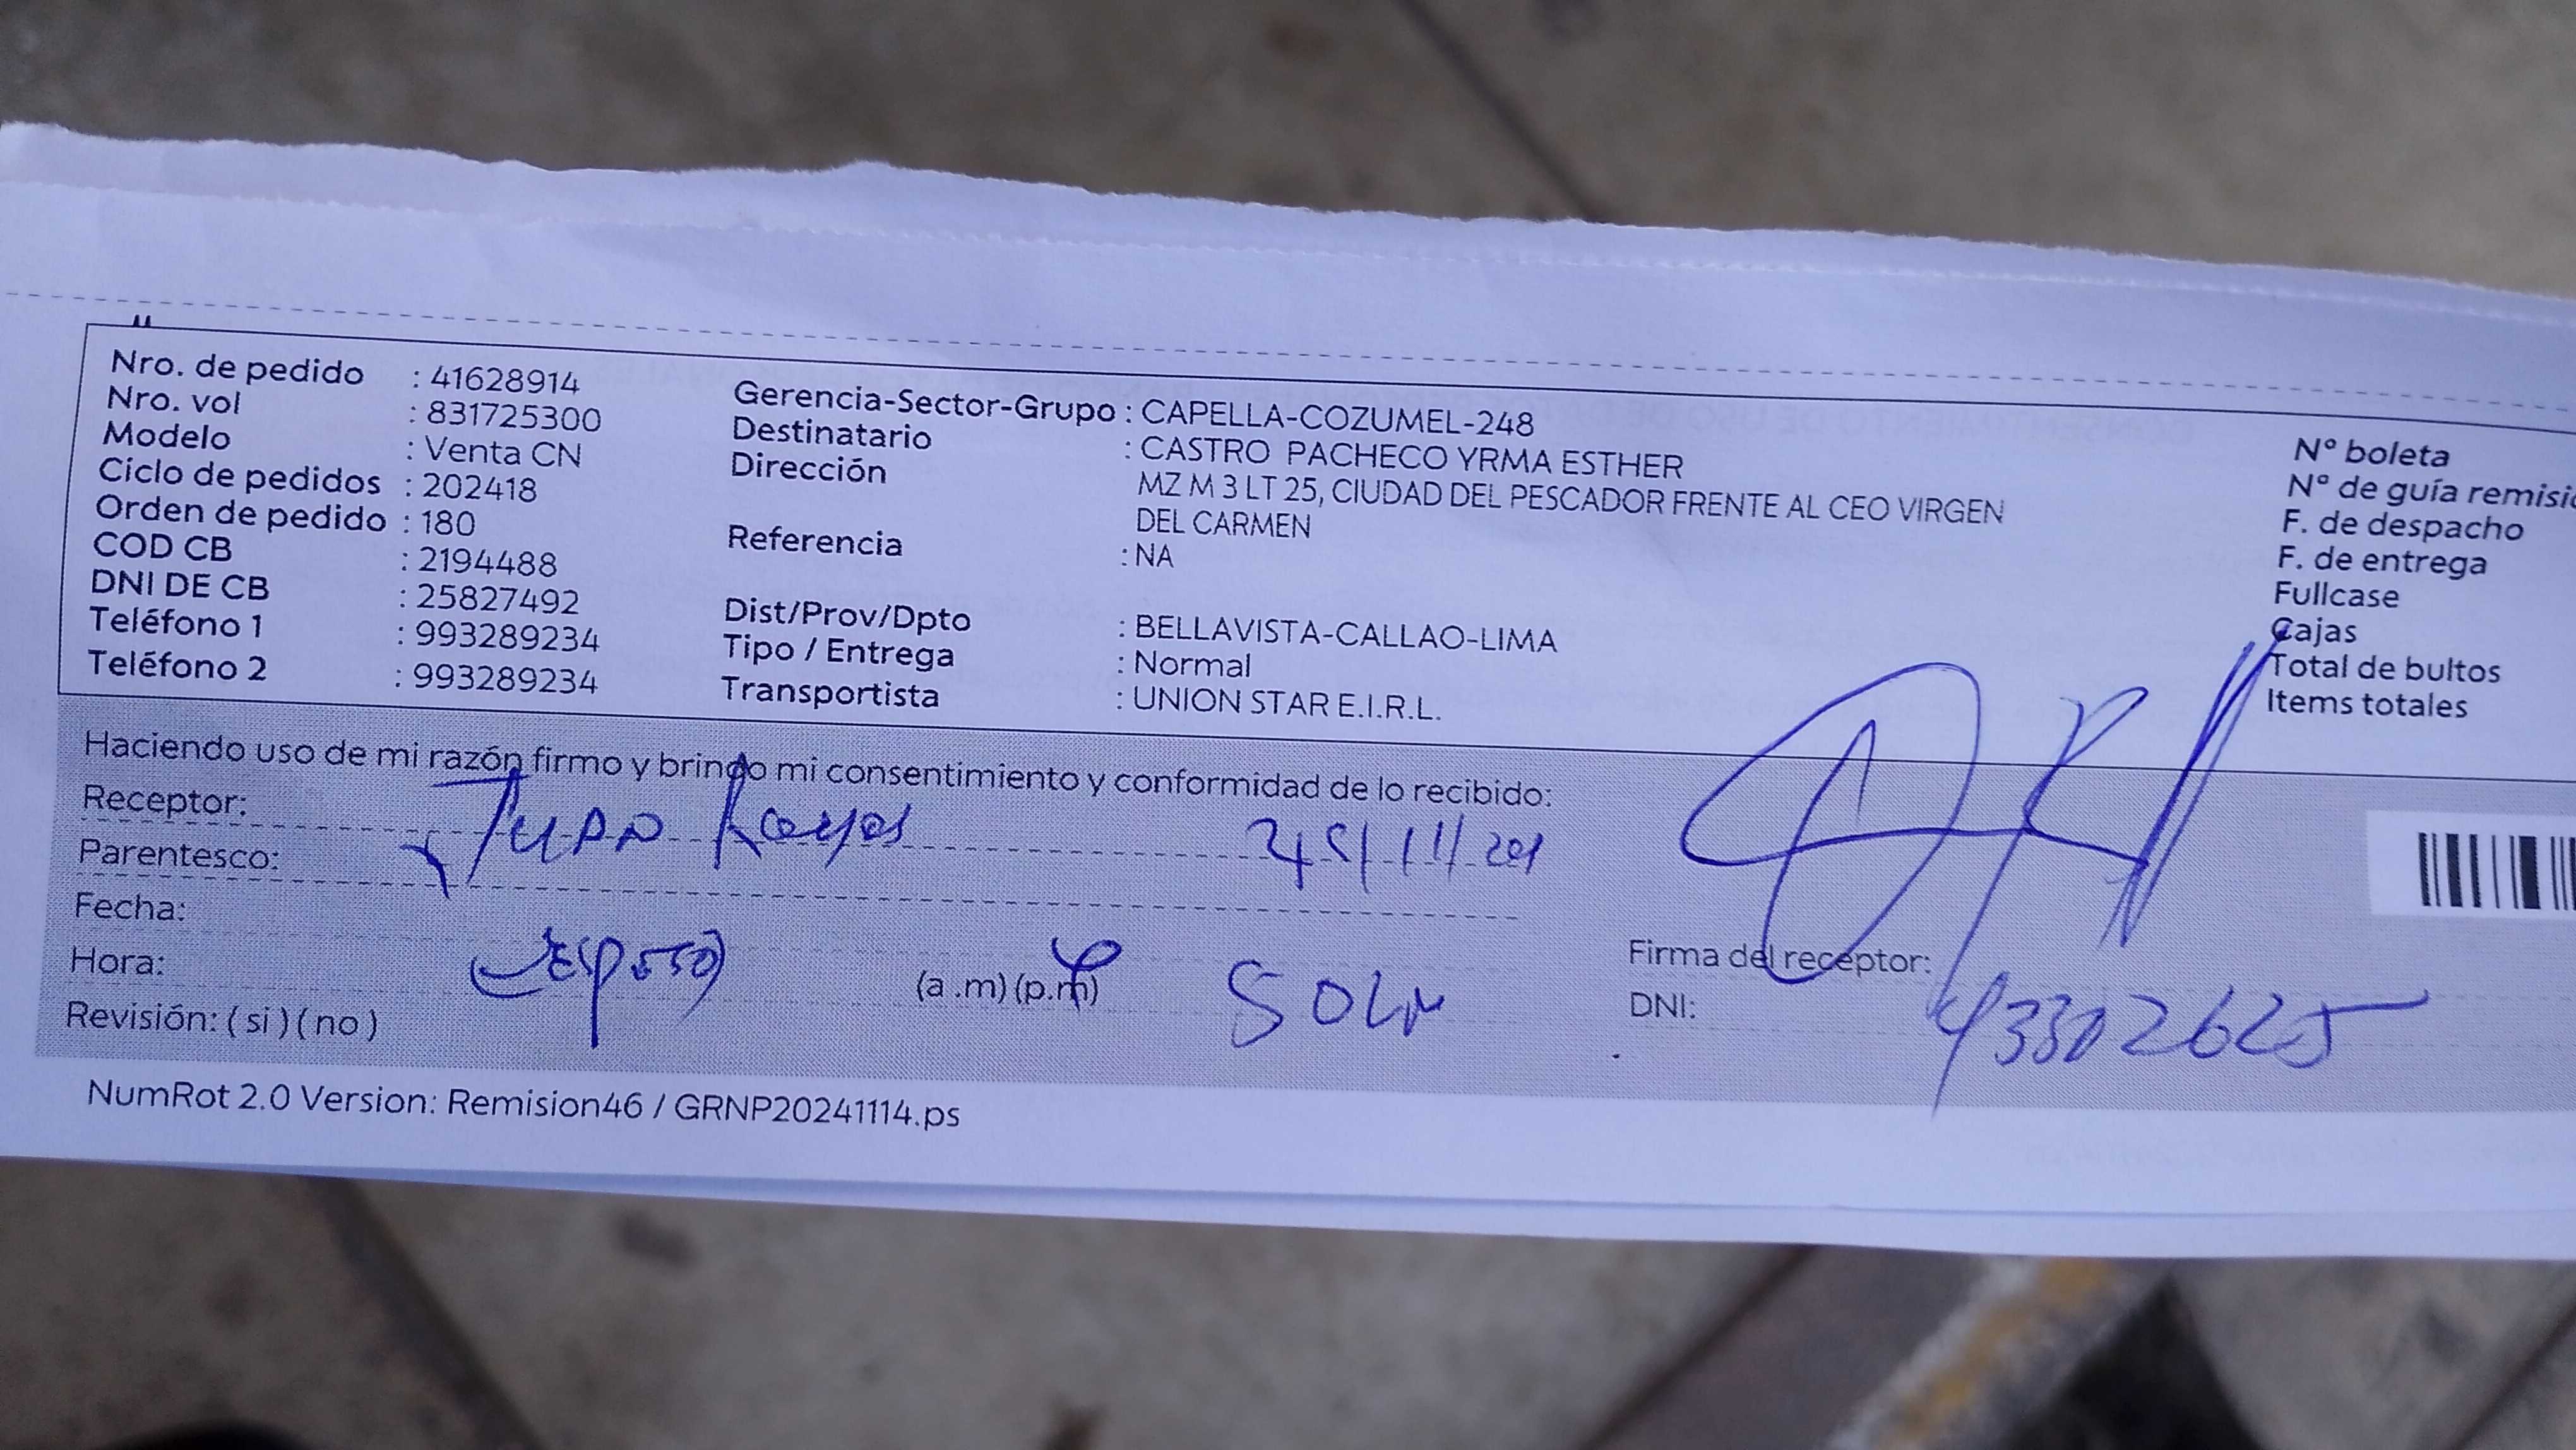 Nro. de pedido : 41628914
Nro. vol : 831725300
Modelo : Venta CN
Ciclo de pedidos : 202418
Orden de pedido : 180
COD CB : 2194488
DNI DE CB : 25827492
Teléfono 1 : 993289234
Teléfono 2 : 993289234
Gerencia-Sector-Grupo : CAPELLA-COZUMEL-248
Destinatario : CASTRO PACHECO YRMA ESTHER
Dirección MZ M 3 LT 25, CIUDAD DEL PESCADOR FRENTE AL CEO VIRGEN
DEL CARMEN
Referencia : NA
Dist/Prov/Dpto : BELLAVISTA-CALLAO-LIMA
Tipo / Entrega : Normal
Transportista : UNION STAR E.I.R.L.
N° boleta
N° de guía remisió
F. de despacho
F. de entrega
Fullcase
Cajas
Total de bultos
Items totales
Haciendo uso de mi razón firmo y bringo mi consentimiento y conformidad de lo recibido:
Receptor: Juan
Parentesco:
Fecha:
Hora: (a .m) (p.m)
Revisión: ( si ) ( no )
Firma del receptor:
DNI: 43302625
NumRot 2.0 Version: Remision46 / GRNP20241114.ps